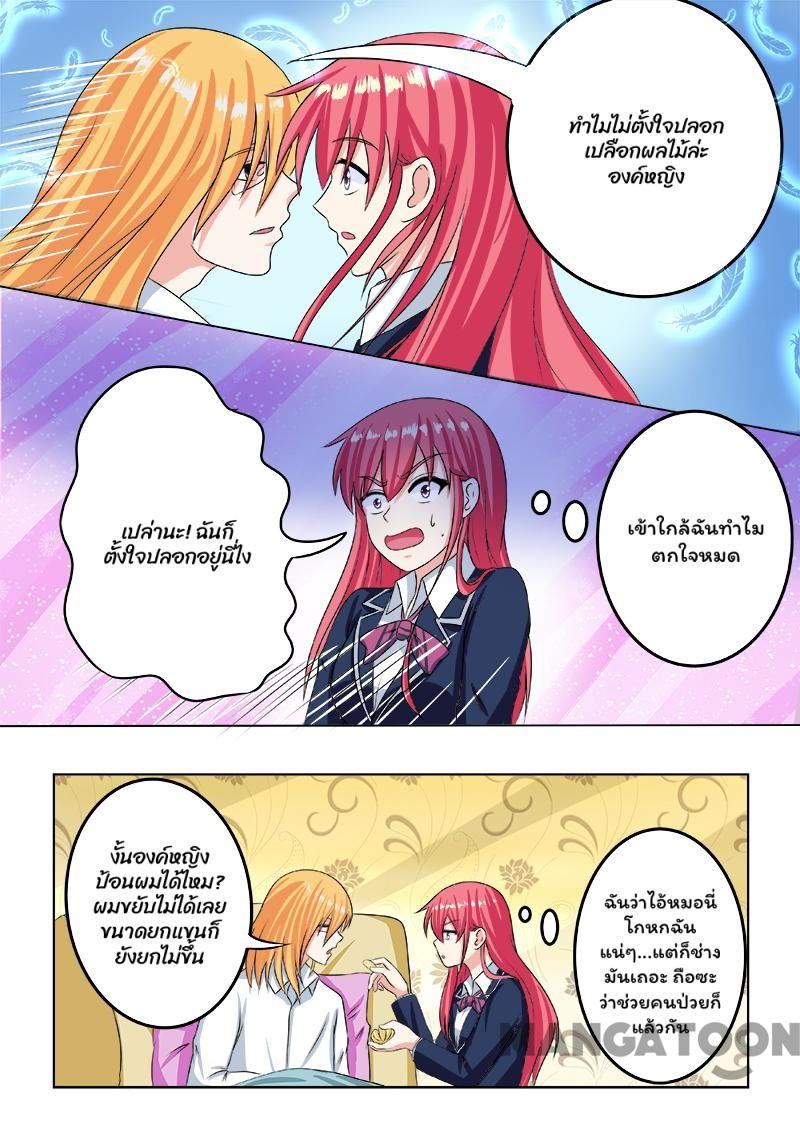 ทำไมไม่ตั้งใจปลอก
เปลือกผลไม้ล่ะ
องค์หญิง
เปล่านะ! ฉันก็
ตั้งใจปลอกอยู่นี่ไง
เข้าใกล้ฉันทำไม
ตกใจหมด
งั้นองค์หญิง
ป้อนผมได้ไหม?
ผมขยับไม่ได้เลย
ขนาดยกแขนก็
ยังยกไม่ขึ้น
ฉันว่าไอ้หมอนี่
โกหกฉัน
แน่ๆ...แต่ก็ช่าง
มันเถอะ ถือซะ
ว่าช่วยคนป่วยก็
แล้วกัน
MANGATOON